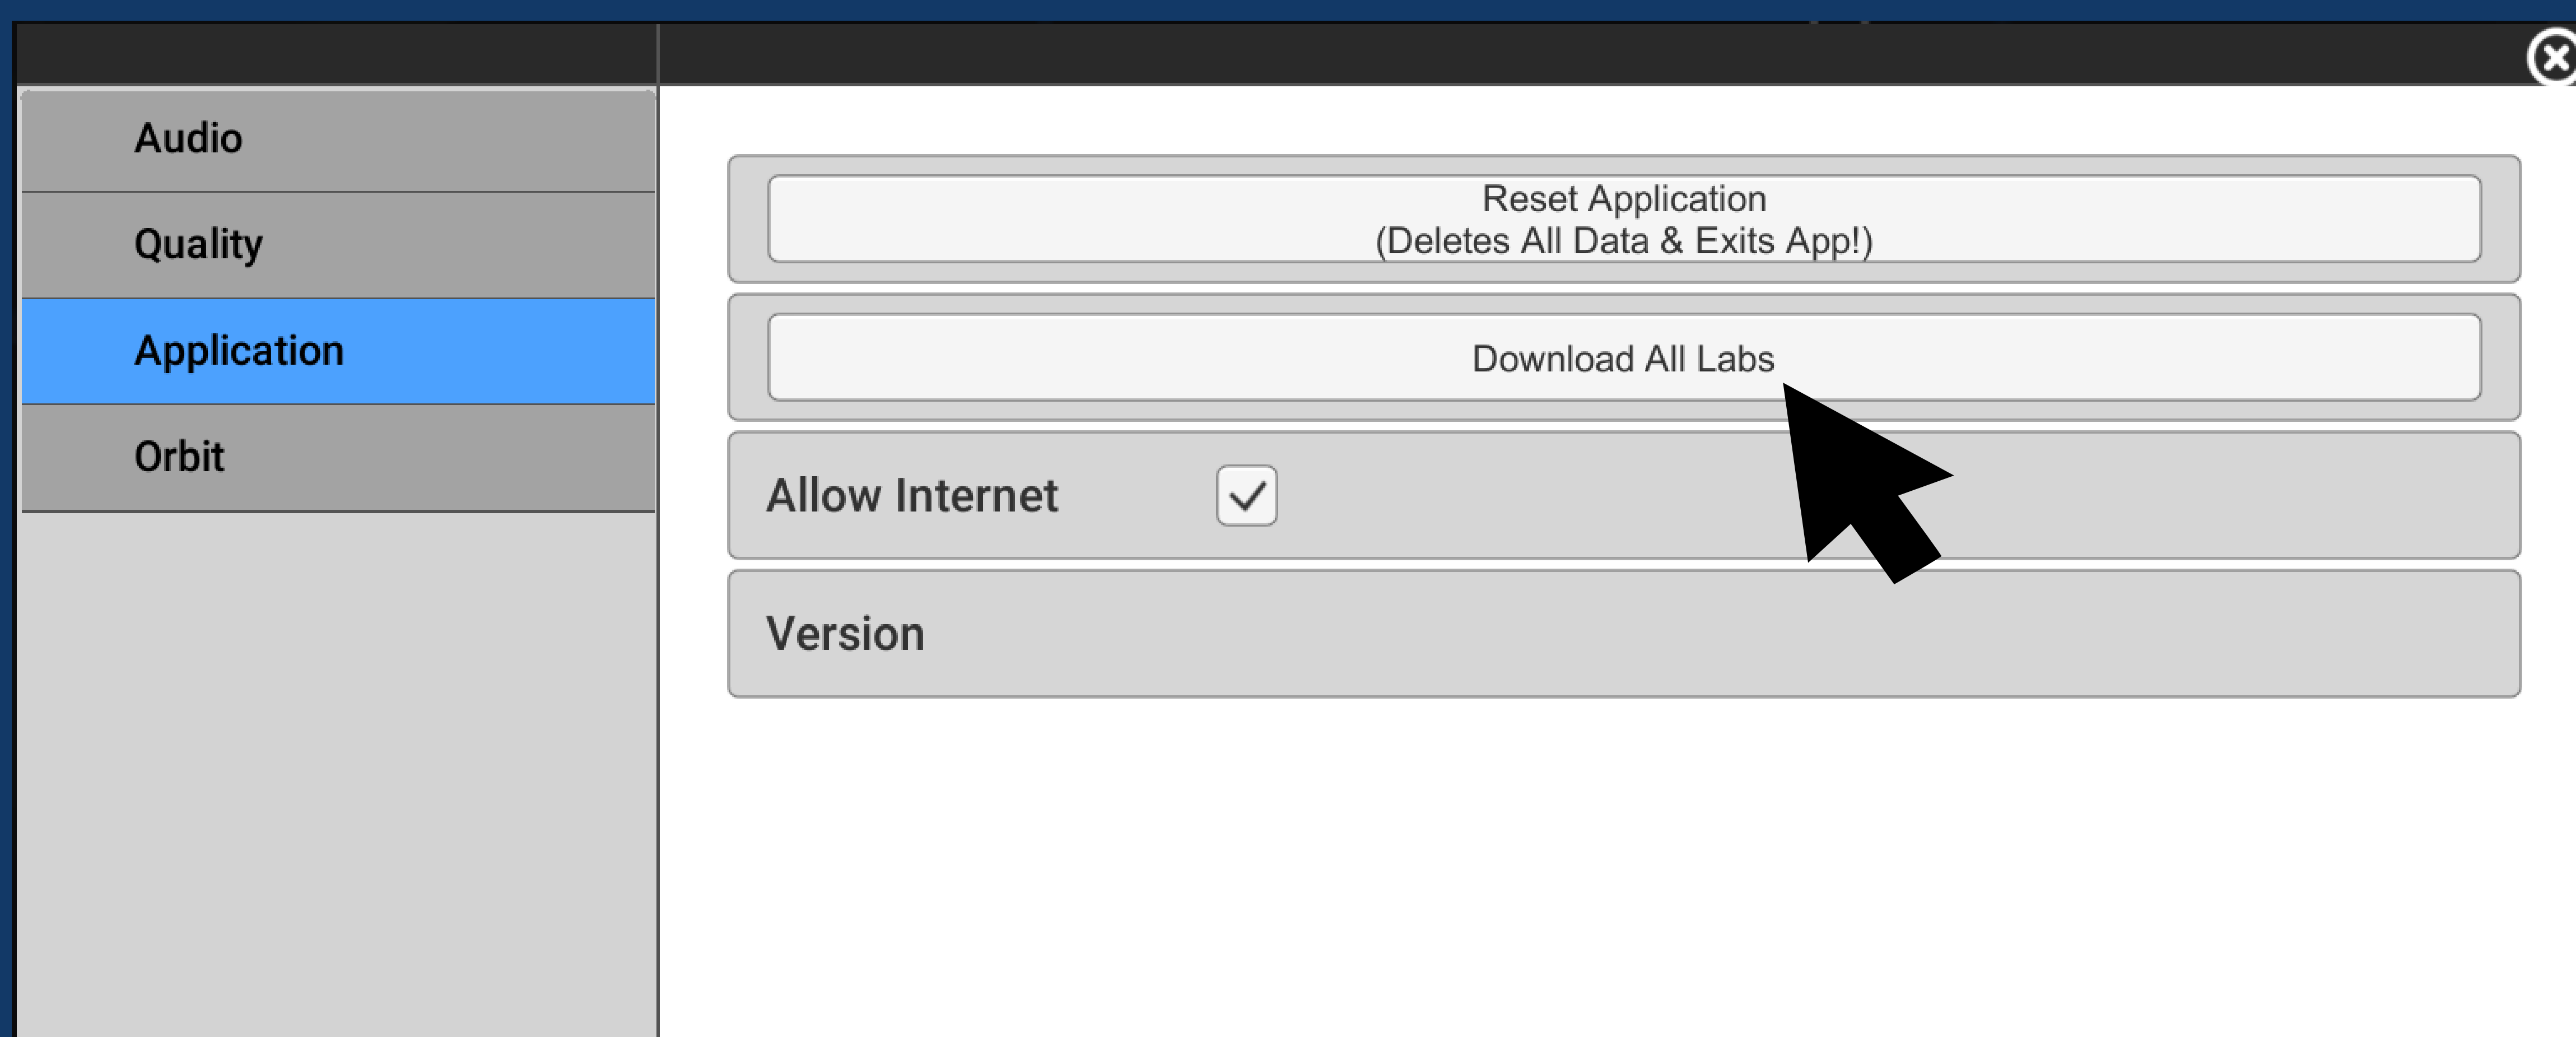 Audio
Quality
Application
Orbit
Reset Application
(Deletes All Data & Exits App!)
Download All Labs
Allow Internet
Version